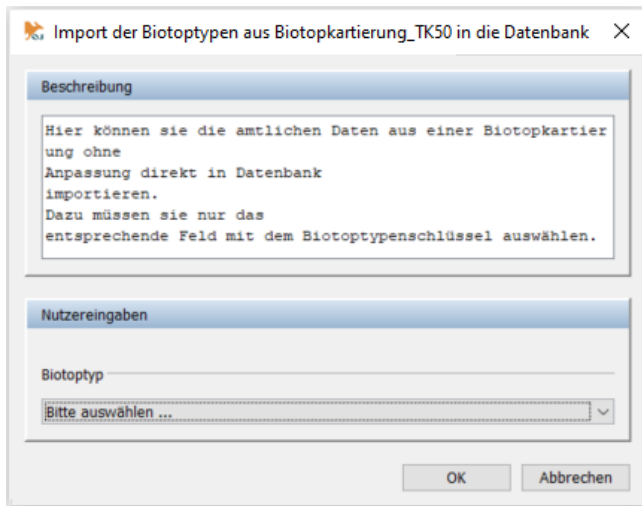 Import der Biotoptypen aus Biotopkartierung_TK50 in die Datenbank
Beschreibung
Hier können sie die amtlichen Daten aus einer Biotopkartier
ung ohne
Anpassung direkt in Datenbank
importieren.
Dazu müssen sie nur das
entsprechende Feld mit dem Biotoptypenschlüssel auswählen.
Nutzereingaben
Biotoptyp
Bitte auswählen ...
OK Abbrechen